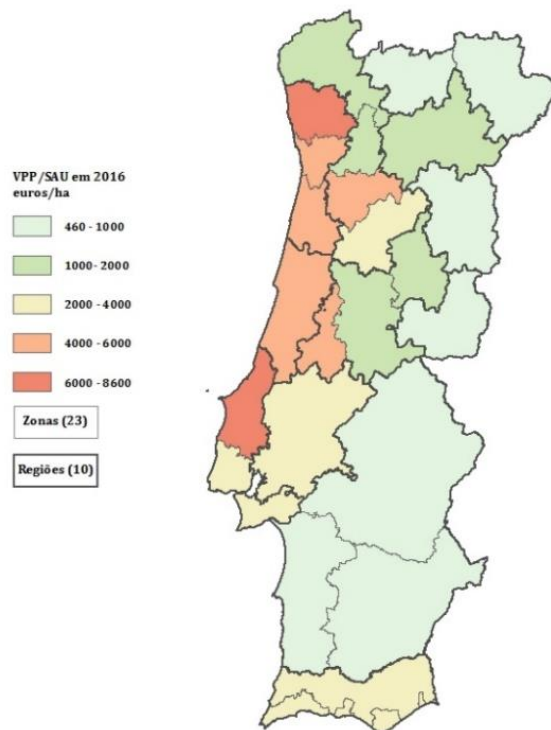 VPP/SAU em 2016
euros/ha
460 - 1000
1000- 2000
2000 - 4000
4000 - 6000
6000 - 8600
Zonas (23)
Regiões (10)